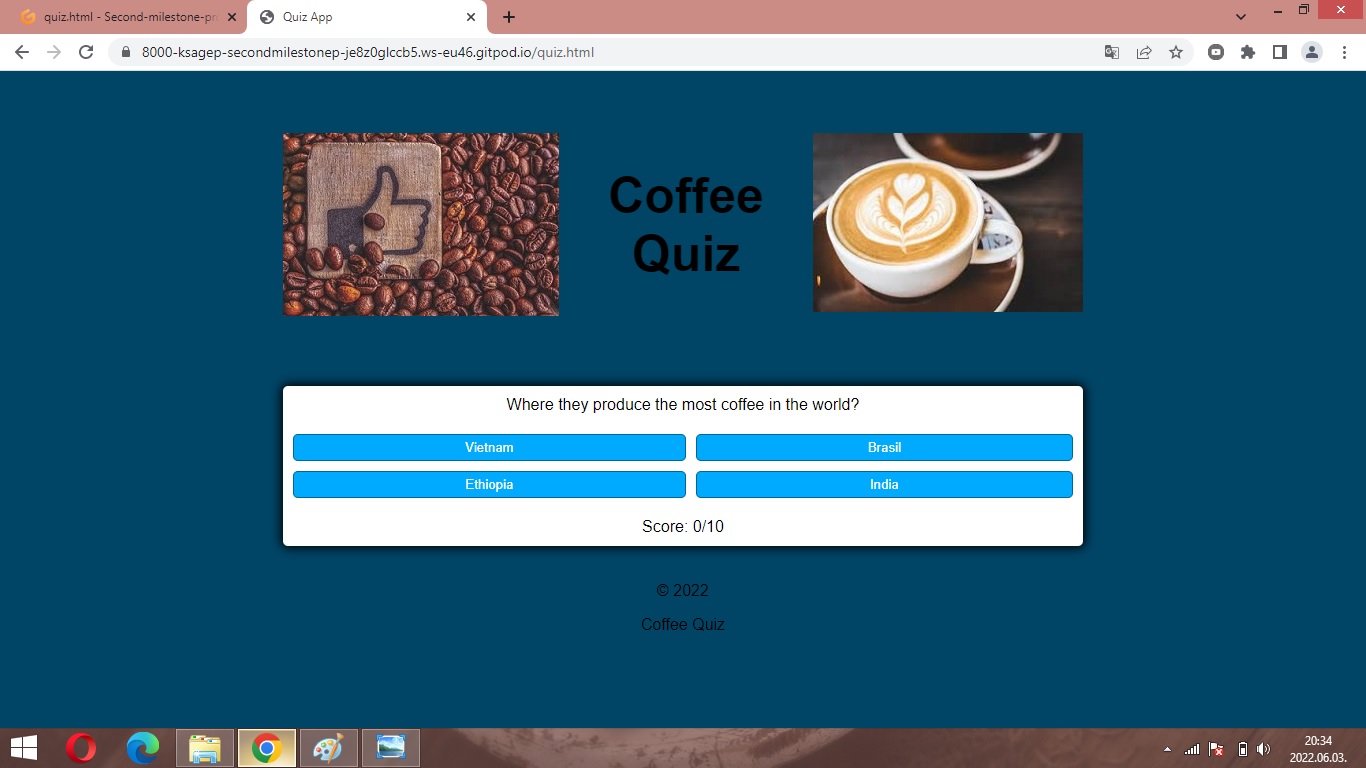 quiz.html - Second-milestone-pr
Quiz App
8000-ksagep-secondmilestonep-je8z0glccb5.ws-eu46.gitpod.io/quiz.html
Coffee
Quiz
Where they produce the most coffee in the world?
Vietnam
Brasil
Ethiopia
India
Score: 0/10
© 2022
Coffee Quiz
20:34
2022.06.03.